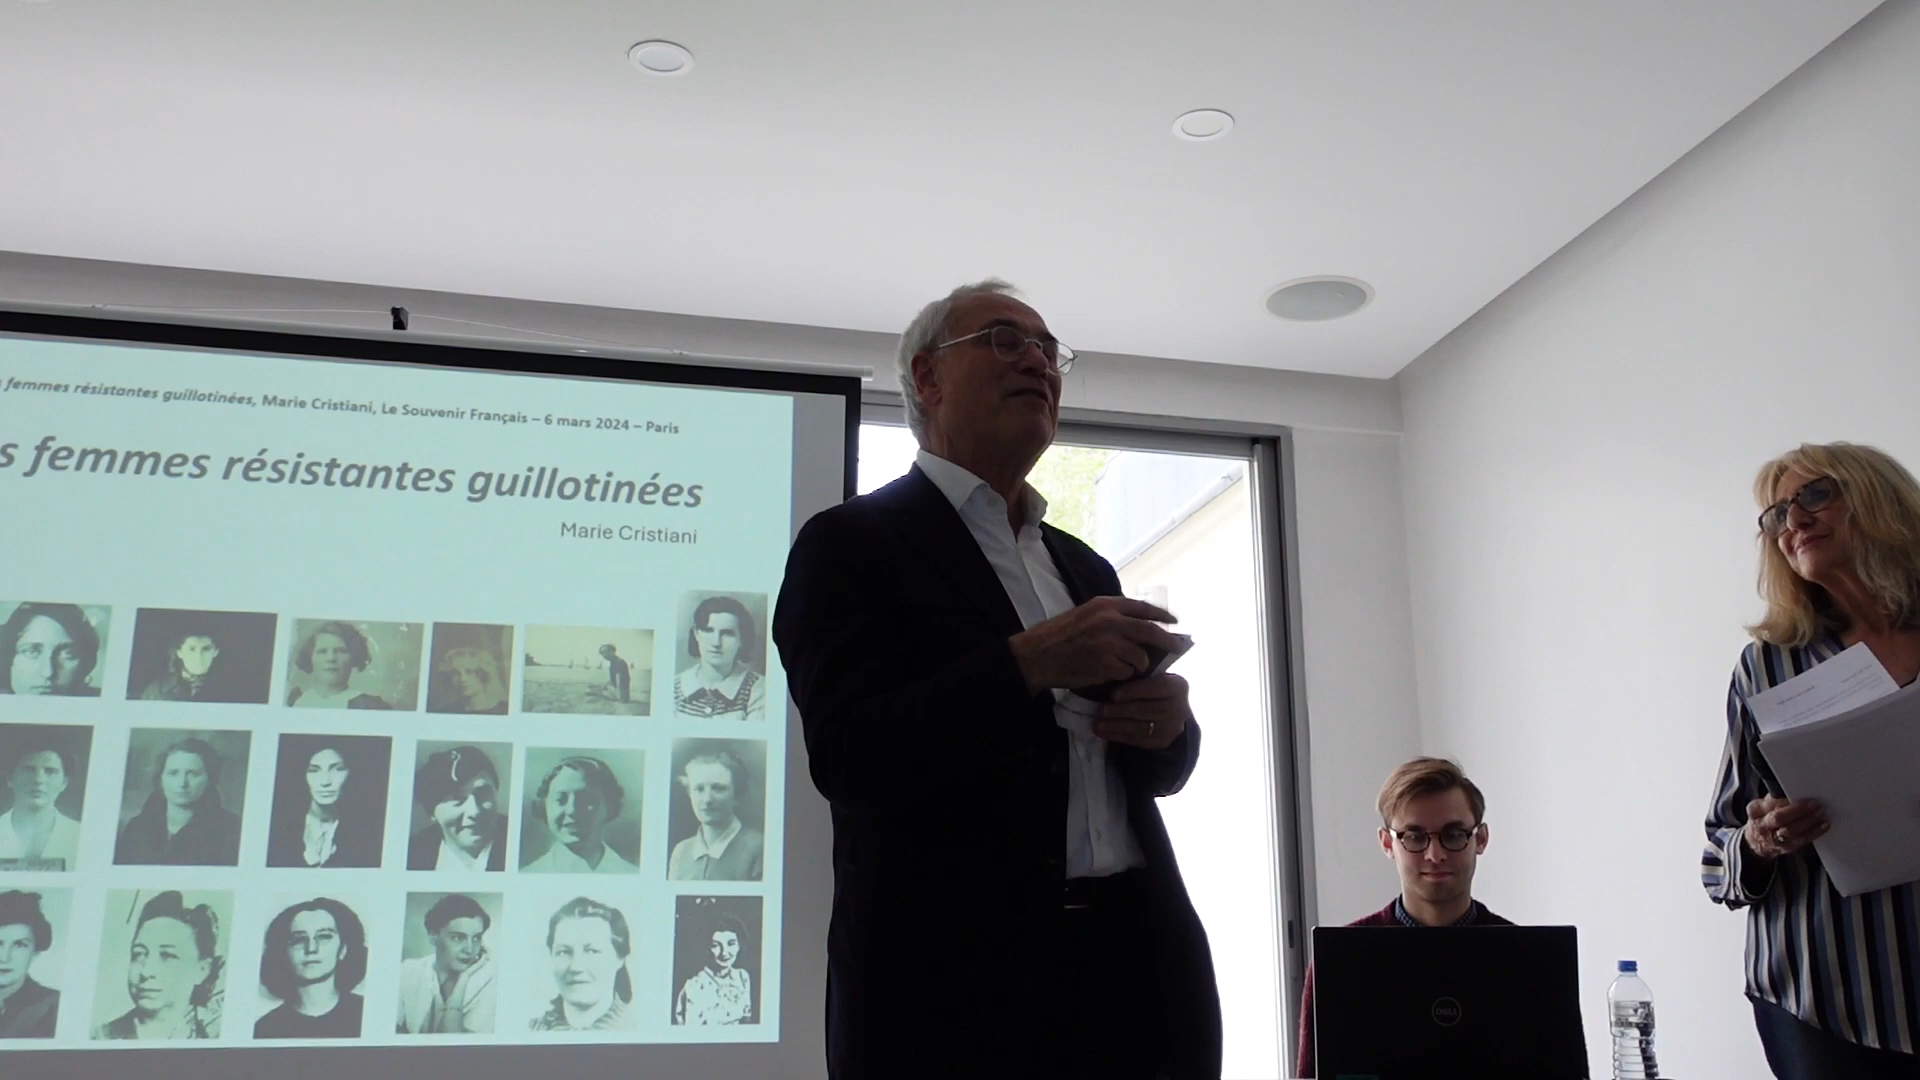 femmes résistantes guillotinées, Marie Cristiani, Le Souvenir Français – 6 mars 2024 – Paris
s femmes résistantes guillotinées
Marie Cristiani
DELL